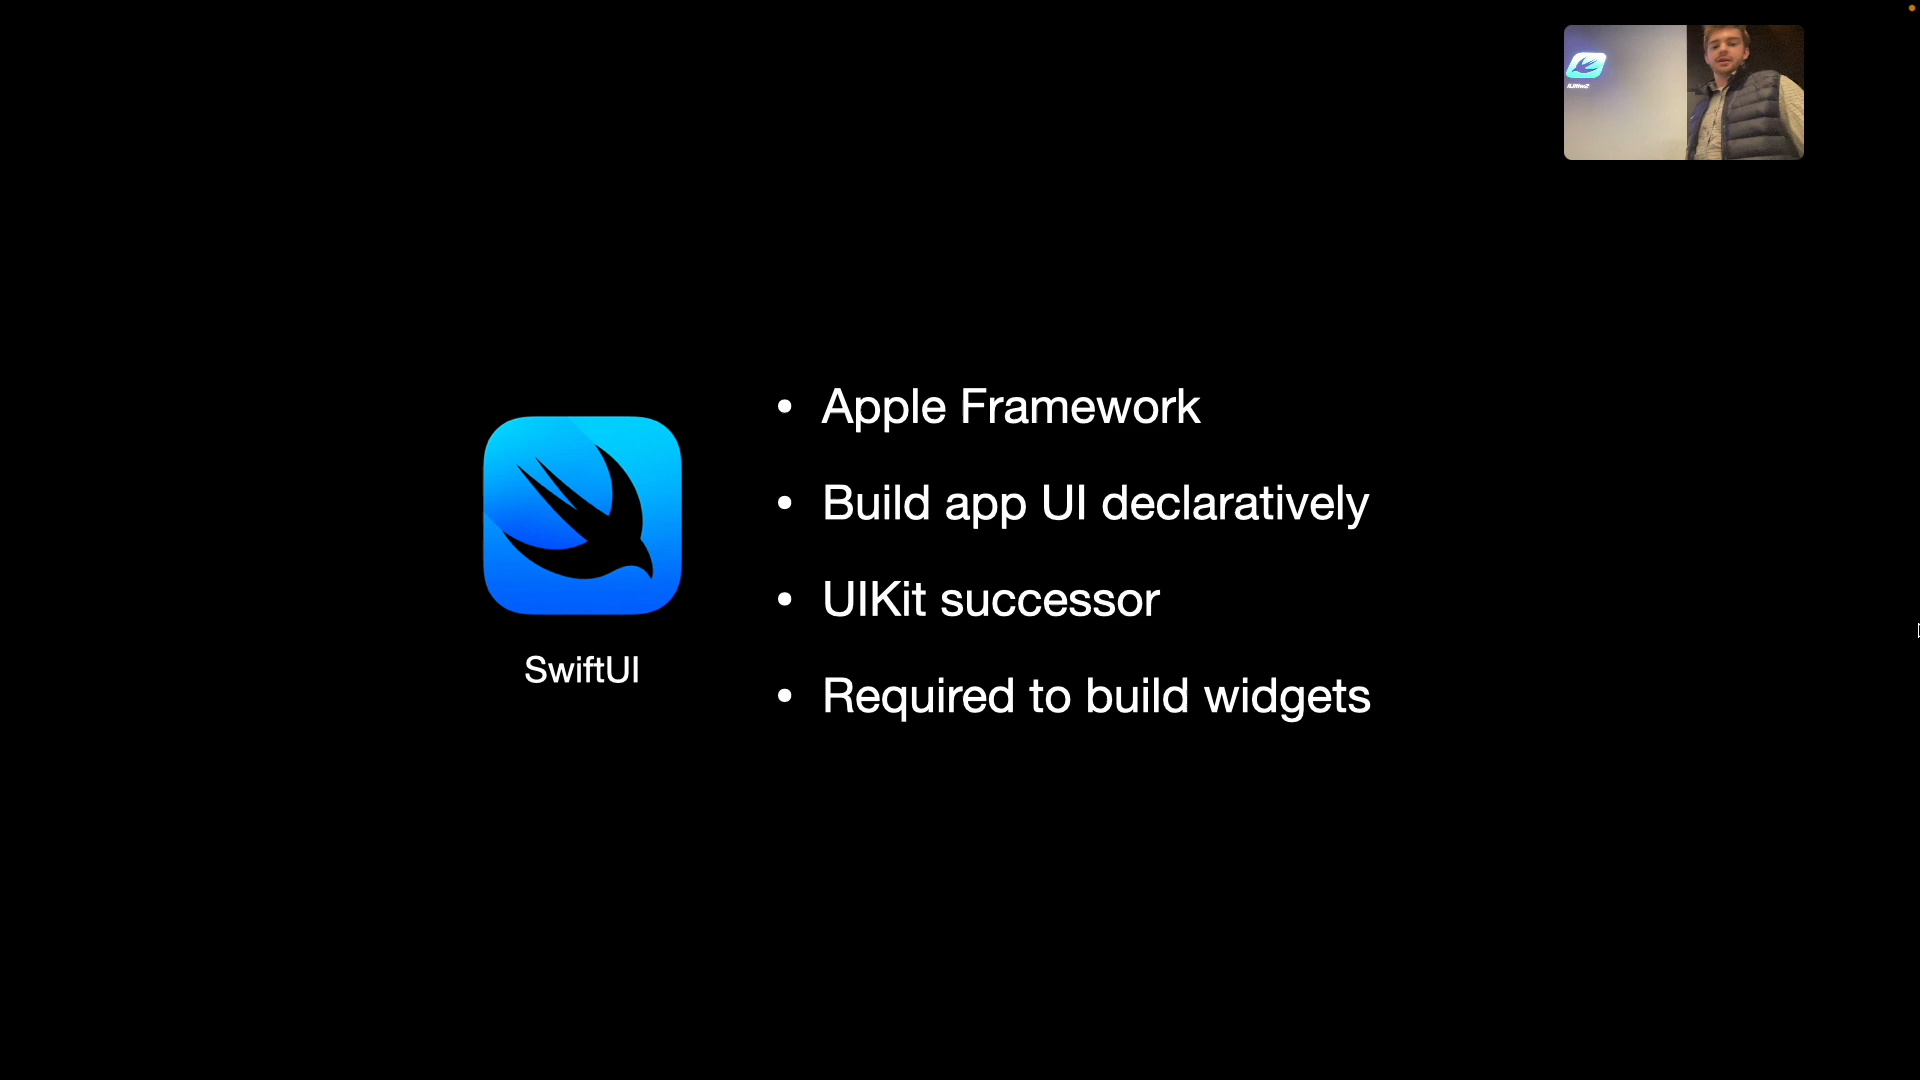 SwiftUI
• Apple Framework
• Build app UI declaratively
• UIKit successor
• Required to build widgets